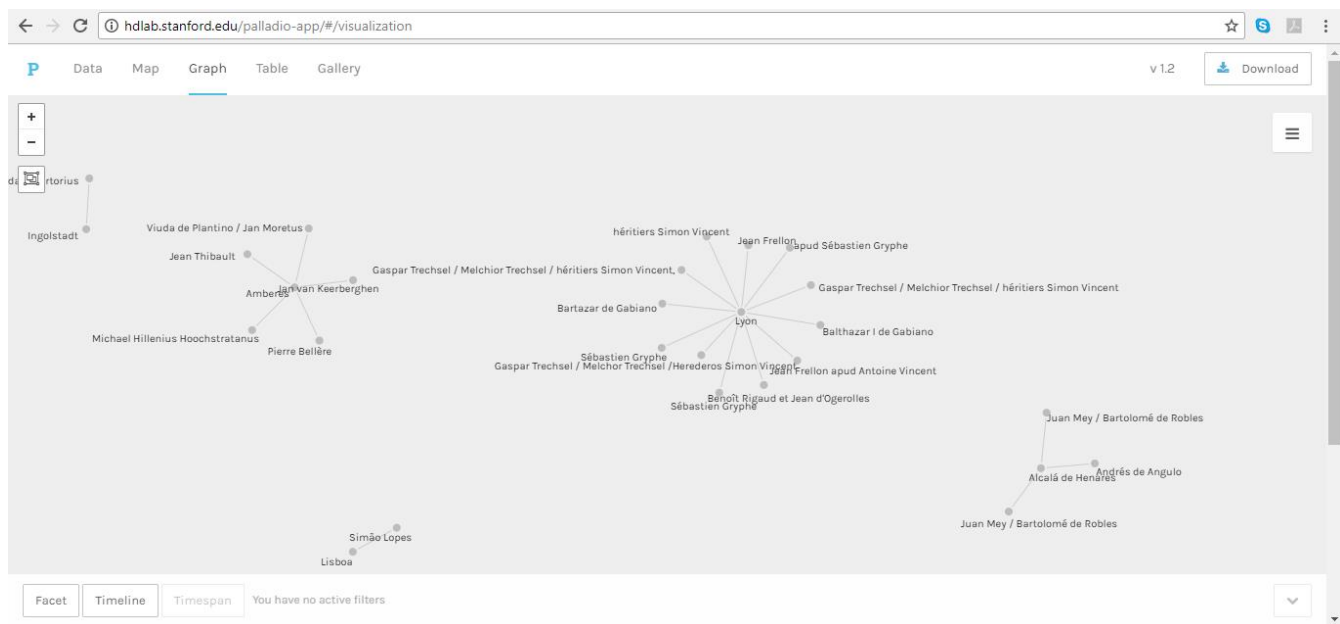 hdlab.stanford.edu/palladio-app/#/visualization
P Data Map Graph Table Gallery v 1.2 Download
+
−
rtorius
Ingolstadt
Viuda de Plantino / Jan Moretus
Jean Thibault
Jan van Keerberghen
Amberes
Michael Hillenius Hoochstratanus
Pierre Bellère
héritiers Simon Vincent
Jean Frellon
apud Sébastien Gryphe
Gaspar Trechsel / Melchior Trechsel / héritiers Simon Vincent,
Gaspar Trechsel / Melchior Trechsel / héritiers Simon Vincent
Bartazar de Gabiano
Lyon
Balthazar I de Gabiano
Sébastien Gryphe
Gaspar Trechsel / Melchor Trechsel /Herederos Simon Vincent,
Jean Frellon apud Antoine Vincent
Benoît Rigaud et Jean d'Ogerolles
Sébastien Gryphe
Juan Mey / Bartolomé de Robles
Andrés de Angulo
Alcalá de Henares
Juan Mey / Bartolomé de Robles
Simão Lopes
Lisboa
Facet Timeline Timespan You have no active filters